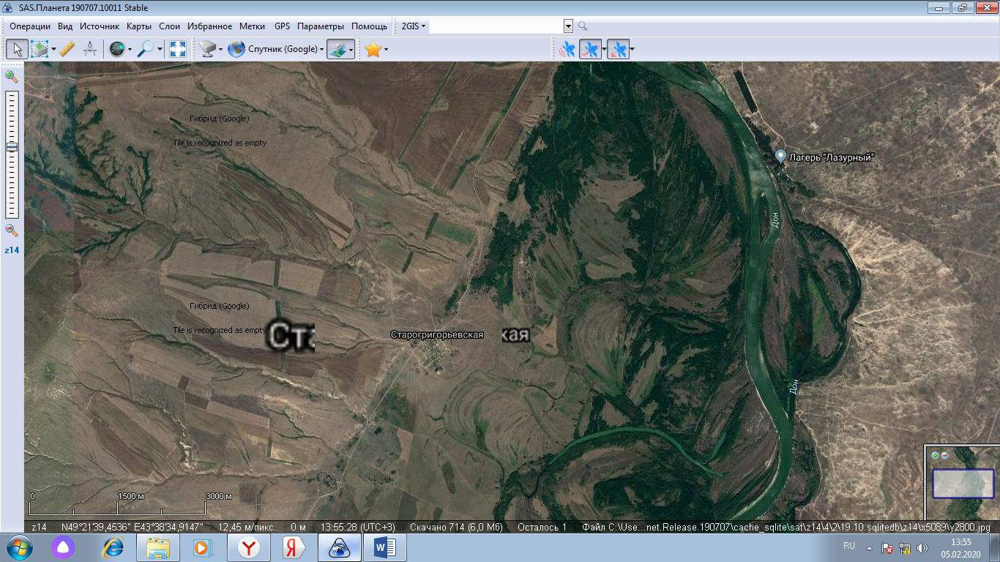 SAS.Планета 190707.10011 Stable
Операции Вид Источник Карты Слои Избранное Метки GPS Параметры Помощь 2GIS
Спутник (Google)
Гибрид (Google)
Tile is recognized as empty
Лагерь "Лазурный"
Дон
z14
Гибрид (Google)
Tile is recognized as empty
Ста
Старогригорьевская
кая
Дон
0 1500 м 3000 м
z14 N49°21'39,4536" E43°38'34,9147" 12,45 м/пикс. 0 м 13:55:28 (UTC+3) Скачано 714 (6,0 Мб) Осталось 1 Файл C:\Use...net.Release.190707\cache_sqlite\sat\z14\4\2\19.10.sqlitedb\z14\x5089\y2800.jpg
RU
13:55
05.02.2020